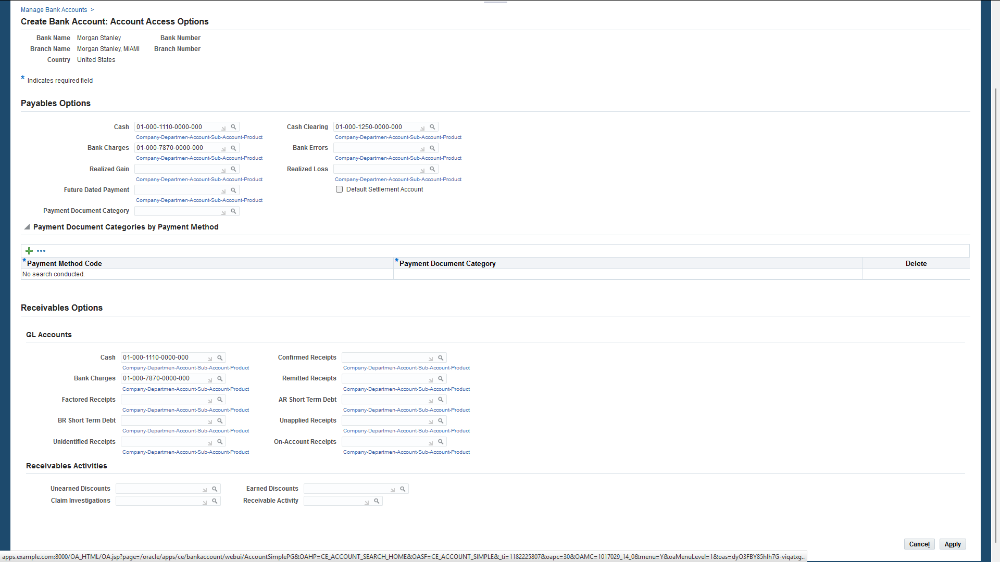 Manage Bank Accounts >
Create Bank Account: Account Access Options
Bank Name Morgan Stanley Bank Number
Branch Name Morgan Stanley, MIAMI Branch Number
Country United States
* Indicates required field
Payables Options
Cash 01-000-1110-0000-000 Cash Clearing 01-000-1250-0000-000
Company-Departmen-Account-Sub-Account-Product Company-Departmen-Account-Sub-Account-Product
Bank Charges 01-000-7870-0000-000 Bank Errors
Company-Departmen-Account-Sub-Account-Product Company-Departmen-Account-Sub-Account-Product
Realized Gain Realized Loss
Company-Departmen-Account-Sub-Account-Product Company-Departmen-Account-Sub-Account-Product
Future Dated Payment Default Settlement Account
Company-Departmen-Account-Sub-Account-Product
Payment Document Category
Payment Document Categories by Payment Method
* Payment Method Code * Payment Document Category Delete
No search conducted.
Receivables Options
GL Accounts
Cash 01-000-1110-0000-000 Confirmed Receipts
Company-Departmen-Account-Sub-Account-Product Company-Departmen-Account-Sub-Account-Product
Bank Charges 01-000-7870-0000-000 Remitted Receipts
Company-Departmen-Account-Sub-Account-Product Company-Departmen-Account-Sub-Account-Product
Factored Receipts AR Short Term Debt
Company-Departmen-Account-Sub-Account-Product Company-Departmen-Account-Sub-Account-Product
BR Short Term Debt Unapplied Receipts
Company-Departmen-Account-Sub-Account-Product Company-Departmen-Account-Sub-Account-Product
Unidentified Receipts On-Account Receipts
Company-Departmen-Account-Sub-Account-Product Company-Departmen-Account-Sub-Account-Product
Receivables Activities
Unearned Discounts Earned Discounts
Claim Investigations Receivable Activity
Cancel Apply
apps.example.com:8000/OA_HTML/OA.jsp?page=/oracle/apps/ce/bankaccount/webui/AccountSimplePG&OAHP=CE_ACCOUNT_SEARCH_HOME&OASF=CE_ACCOUNT_SIMPLE&_ti=1182225807&oapc=30&OAMC=1017029_14_0&menu=Y&oaMenuLevel=1&oas=dyO3FBY85hIh7G-viqatxg..